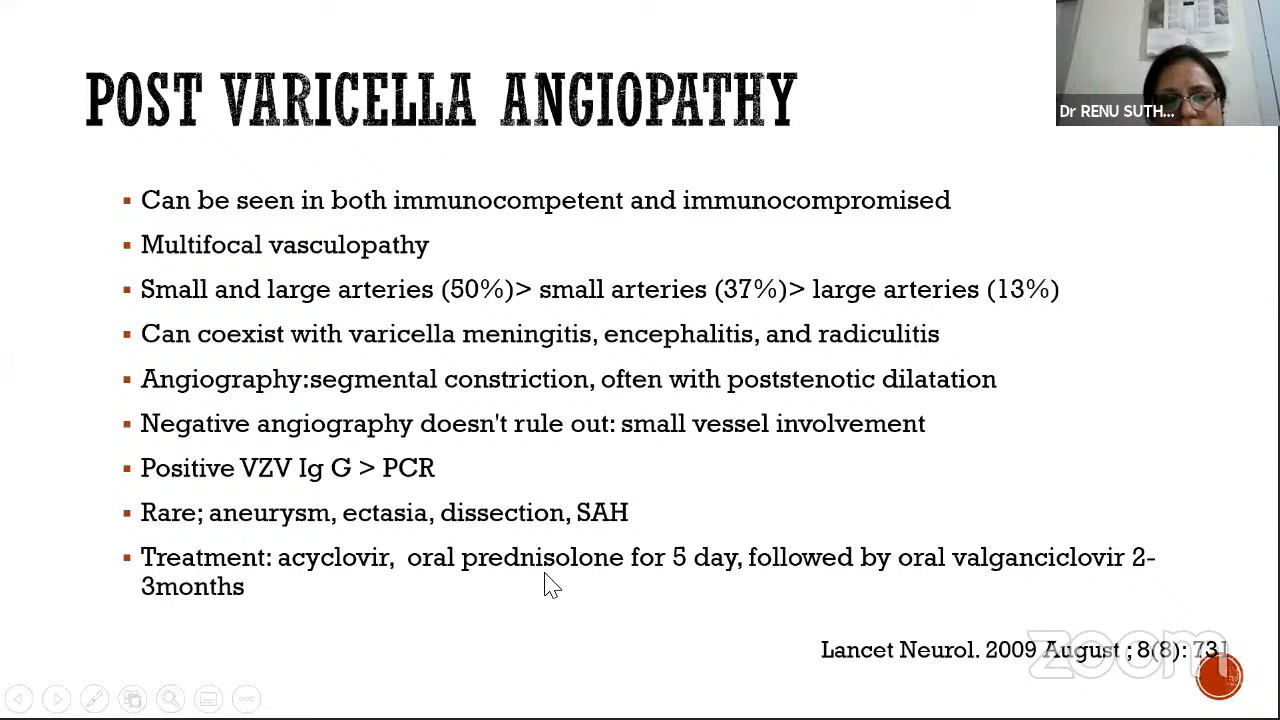 POST VARICELLA ANGIOPATHY
Dr RENU SUTH...
▪ Can be seen in both immunocompetent and immunocompromised
▪ Multifocal vasculopathy
▪ Small and large arteries (50%)> small arteries (37%)> large arteries (13%)
▪ Can coexist with varicella meningitis, encephalitis, and radiculitis
▪ Angiography:segmental constriction, often with poststenotic dilatation
▪ Negative angiography doesn't rule out: small vessel involvement
▪ Positive VZV Ig G > PCR
▪ Rare; aneurysm, ectasia, dissection, SAH
▪ Treatment: acyclovir,  oral prednisolone for 5 day, followed by oral valganciclovir 2-
3months
Lancet Neurol. 2009 August ; 8(8): 731
zoom